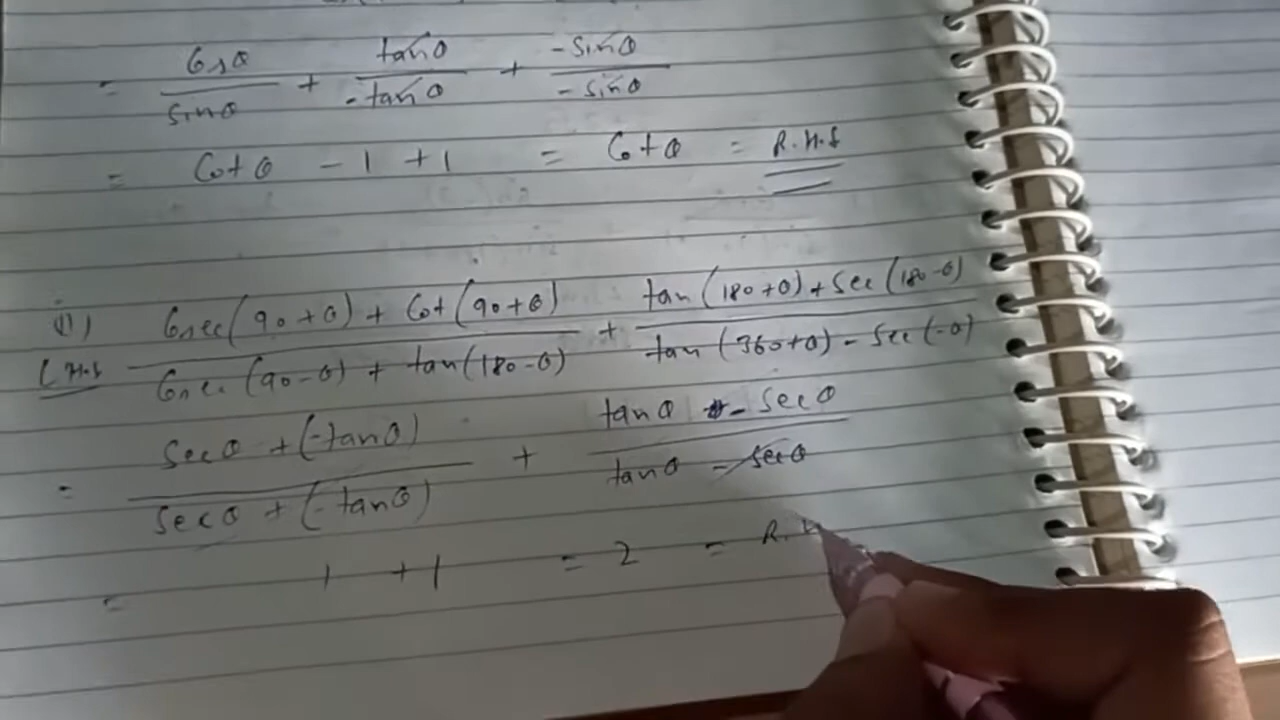 = Cosθ/sinθ + tanθ/-tanθ + -sinθ/-sinθ
= Cotθ - 1 + 1 = Cotθ = R.H.S
(ii)
L.H.S Cosec(90+θ) + Cot(90+θ)/Cosec(90-θ) + tan(180-θ) + tan(180+θ) + sec(180-θ)/tan(360+θ) - sec(-θ)
= secθ + (-tanθ)/secθ + (-tanθ) + tanθ - secθ/tanθ - secθ
= 1 + 1 = 2 = R.H